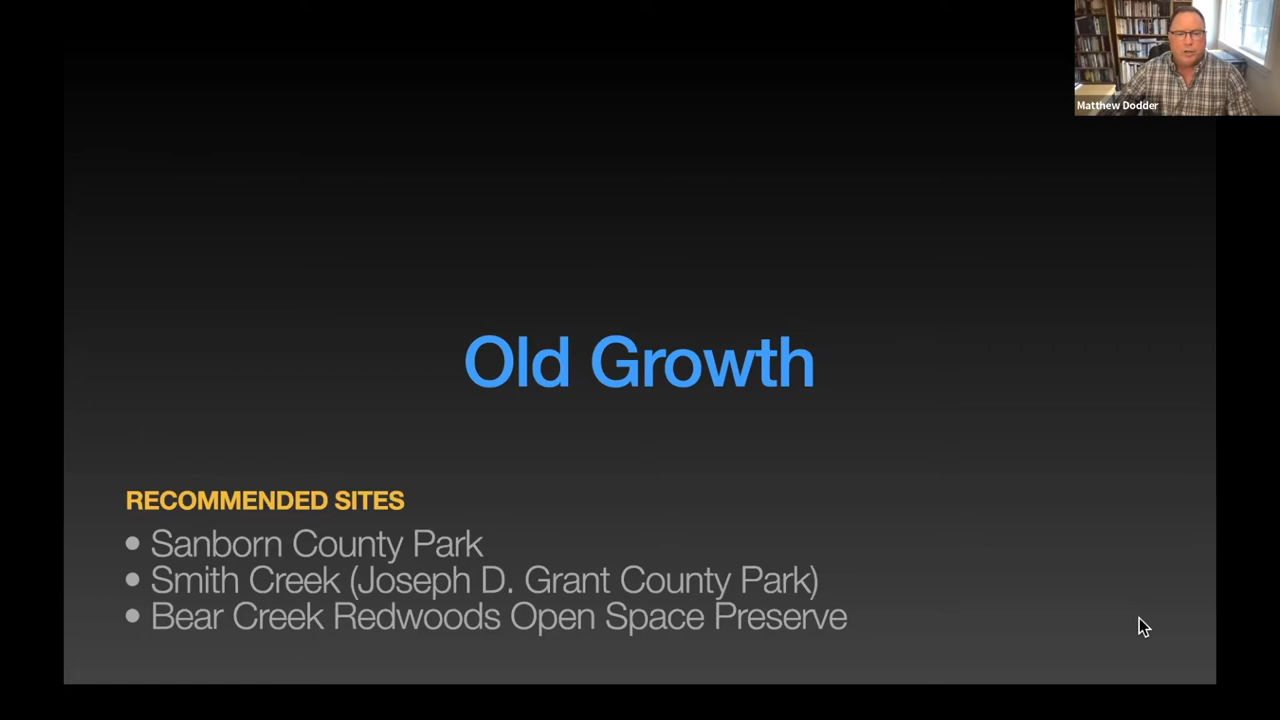 Matthew Dodder
Old Growth
RECOMMENDED SITES
• Sanborn County Park
• Smith Creek (Joseph D. Grant County Park)
• Bear Creek Redwoods Open Space Preserve